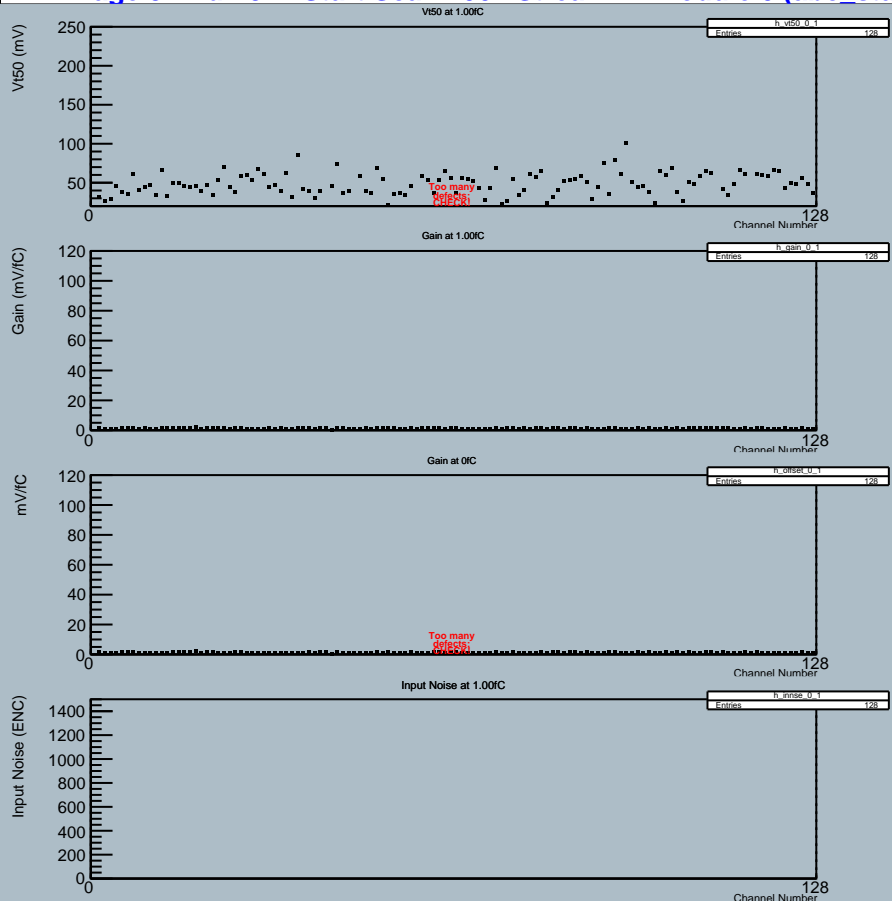 Vt50 at 1.00fC
h_vt50_0_1
Entries 128
Vt50 (mV)
250
200
150
100
50
Too many
defects:
CHECK!
0
128
Channel Number
Gain at 1.00fC
h_gain_0_1
Entries 128
Gain (mV/fC)
120
100
80
60
40
20
0
0
128
Channel Number
Gain at 0fC
h_offset_0_1
Entries 128
mV/fC
120
100
80
60
40
20
0
Too many
defects:
0
128
Channel Number
Input Noise at 1.00fC
h_innse_0_1
Entries 128
Input Noise (ENC)
1400
1200
1000
800
600
400
200
0
0
128
Channel Number